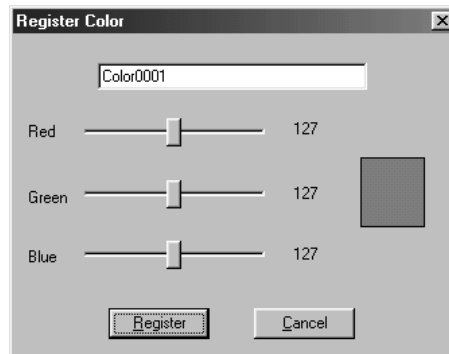 Register Color
Color0001
Red 127
Green 127
Blue 127
Register Cancel